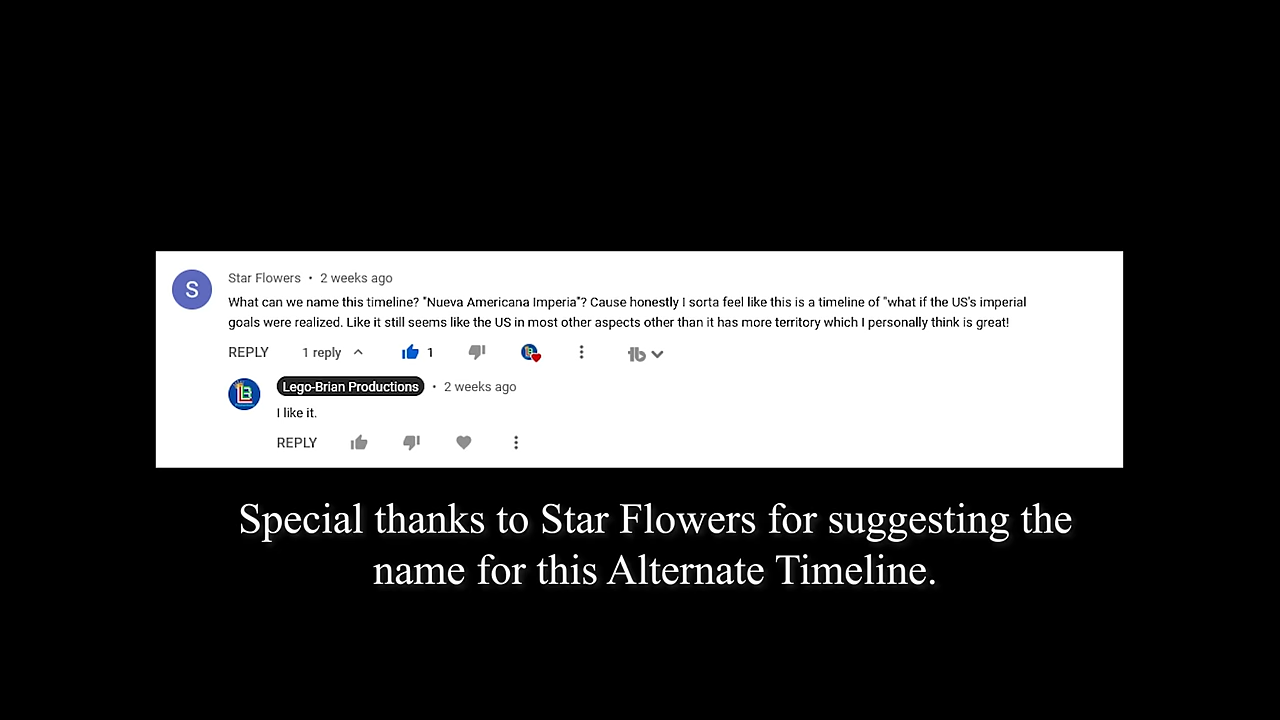 S
Star Flowers • 2 weeks ago
What can we name this timeline? "Nueva Americana Imperia"? Cause honestly I sorta feel like this is a timeline of "what if the US's imperial
goals were realized. Like it still seems like the US in most other aspects other than it has more territory which I personally think is great!
REPLY 1 reply 1
Lego-Brian Productions • 2 weeks ago
I like it.
REPLY
Special thanks to Star Flowers for suggesting the
name for this Alternate Timeline.